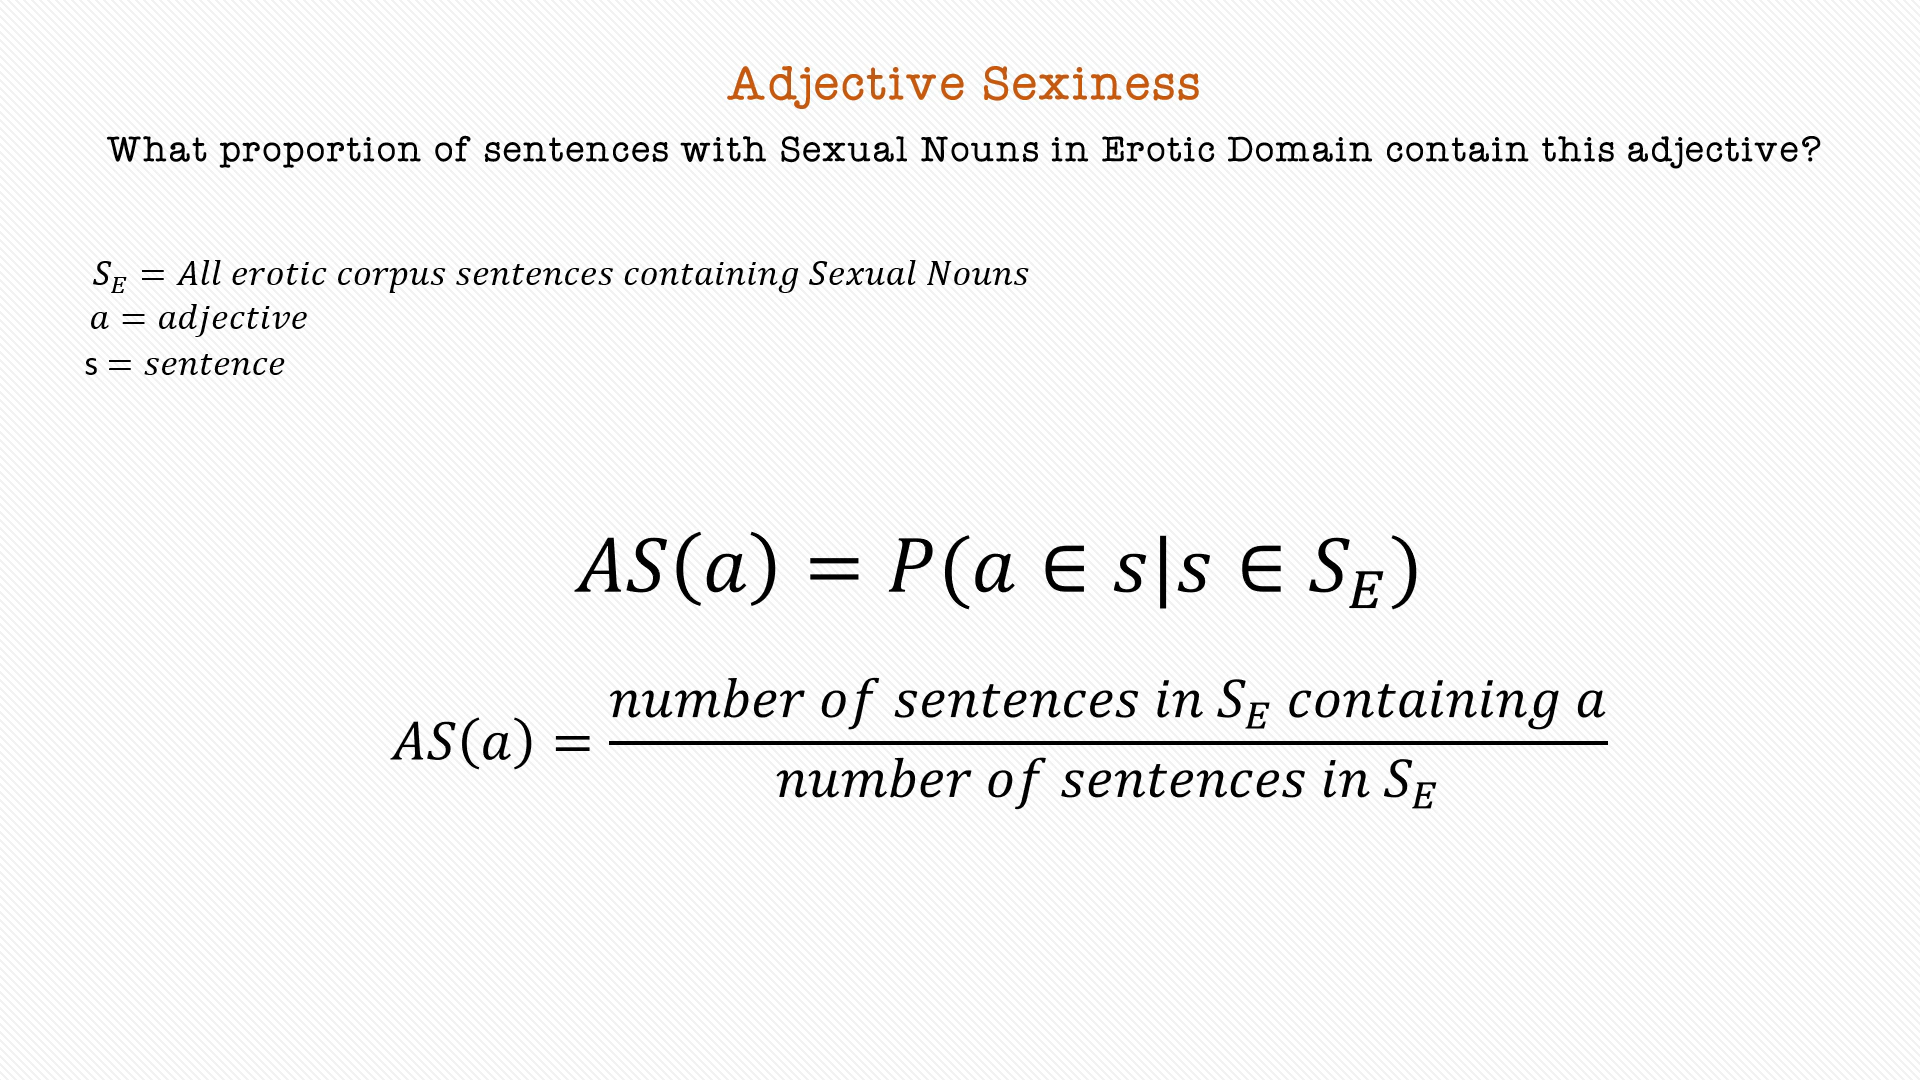 Adjective Sexiness
What proportion of sentences with Sexual Nouns in Erotic Domain contain this adjective?
S_E = All erotic corpus sentences containing Sexual Nouns
a = adjective
s = sentence
AS(a) = P(a ∈ s|s ∈ S_E)
number of sentences in S_E containing a
AS(a) =
number of sentences in S_E